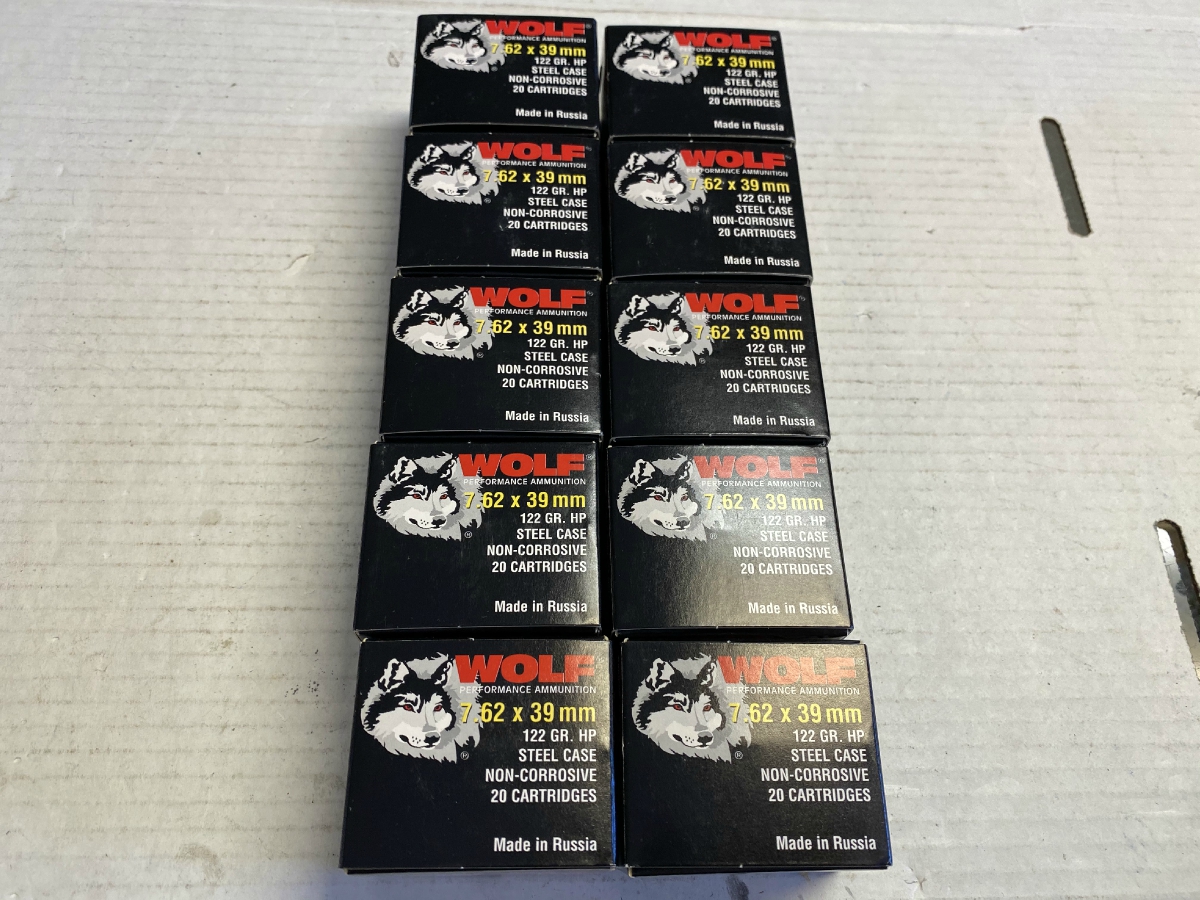 WOLF®
PERFORMANCE AMMUNITION
7.62 x 39 mm
122 GR. HP
STEEL CASE
NON-CORROSIVE
20 CARTRIDGES
Made in Russia
WOLF®
PERFORMANCE AMMUNITION
7.62 x 39 mm
122 GR. HP
STEEL CASE
NON-CORROSIVE
20 CARTRIDGES
Made in Russia
WOLF®
PERFORMANCE AMMUNITION
7.62 x 39 mm
122 GR. HP
STEEL CASE
NON-CORROSIVE
20 CARTRIDGES
Made in Russia
WOLF®
PERFORMANCE AMMUNITION
7.62 x 39 mm
122 GR. HP
STEEL CASE
NON-CORROSIVE
20 CARTRIDGES
Made in Russia
WOLF®
PERFORMANCE AMMUNITION
7.62 x 39 mm
122 GR. HP
STEEL CASE
NON-CORROSIVE
20 CARTRIDGES
Made in Russia
WOLF®
PERFORMANCE AMMUNITION
7.62 x 39 mm
122 GR. HP
STEEL CASE
NON-CORROSIVE
20 CARTRIDGES
Made in Russia
WOLF®
PERFORMANCE AMMUNITION
7.62 x 39 mm
122 GR. HP
STEEL CASE
NON-CORROSIVE
20 CARTRIDGES
Made in Russia
WOLF®
PERFORMANCE AMMUNITION
7.62 x 39 mm
122 GR. HP
STEEL CASE
NON-CORROSIVE
20 CARTRIDGES
Made in Russia
WOLF
PERFORMANCE AMMUNITION
7.62 x 39 mm
122 GR. HP
STEEL CASE
NON-CORROSIVE
20 CARTRIDGES
Made in Russia
WOLF
PERFORMANCE AMMUNITION
7.62 x 39 mm
122 GR. HP
STEEL CASE
NON-CORROSIVE
20 CARTRIDGES
Made in Russia